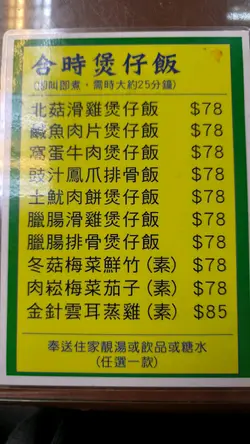 合時煲仔飯
(即叫即煮，需時大約25分鐘)
北菇滑雞煲仔飯 $78
鹹魚肉片煲仔飯 $78
窩蛋牛肉煲仔飯 $78
豉汁鳳爪排骨飯 $78
土魷肉餅煲仔飯 $78
臘腸滑雞煲仔飯 $78
臘腸排骨煲仔飯 $78
冬菇梅菜鮮竹(素) $78
肉崧梅菜茄子(素) $78
金針雲耳蒸雞(素) $85
奉送住家靚湯或飲品或糖水
(任選一款)